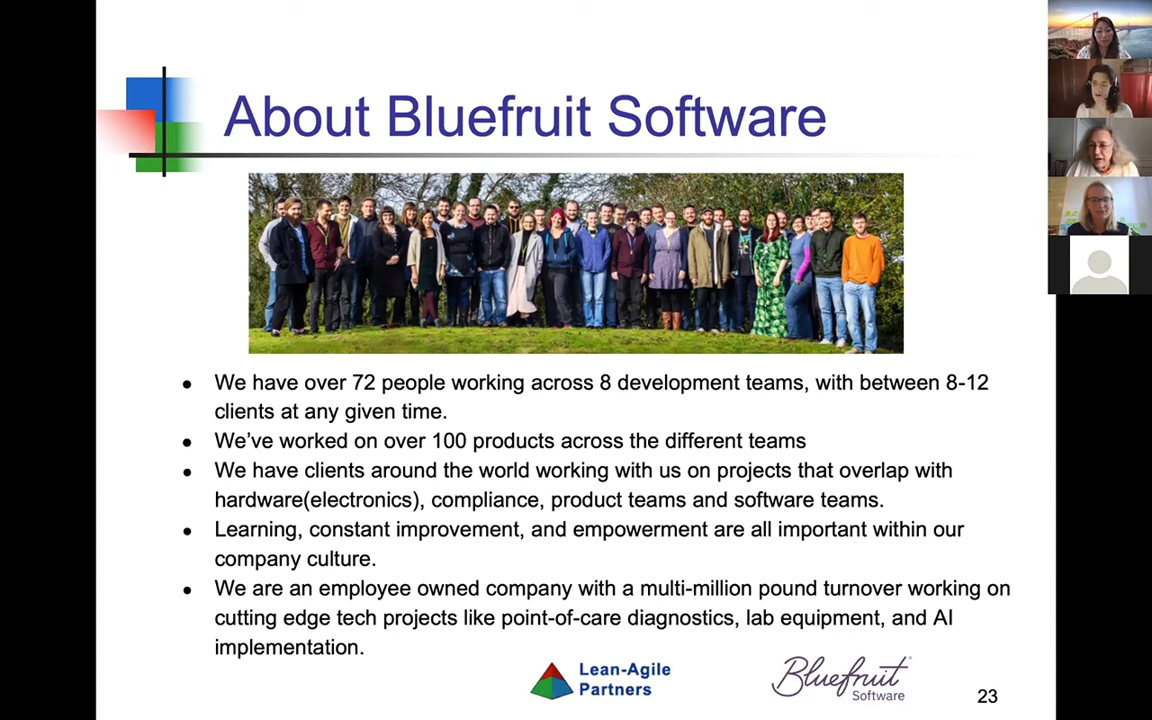 About Bluefruit Software
We have over 72 people working across 8 development teams, with between 8-12
clients at any given time.
We've worked on over 100 products across the different teams
We have clients around the world working with us on projects that overlap with
hardware(electronics), compliance, product teams and software teams.
Learning, constant improvement, and empowerment are all important within our
company culture.
We are an employee owned company with a multi-million pound turnover working on
cutting edge tech projects like point-of-care diagnostics, lab equipment, and AI
implementation.
Lean-Agile
Partners
Bluefruit
Software
23